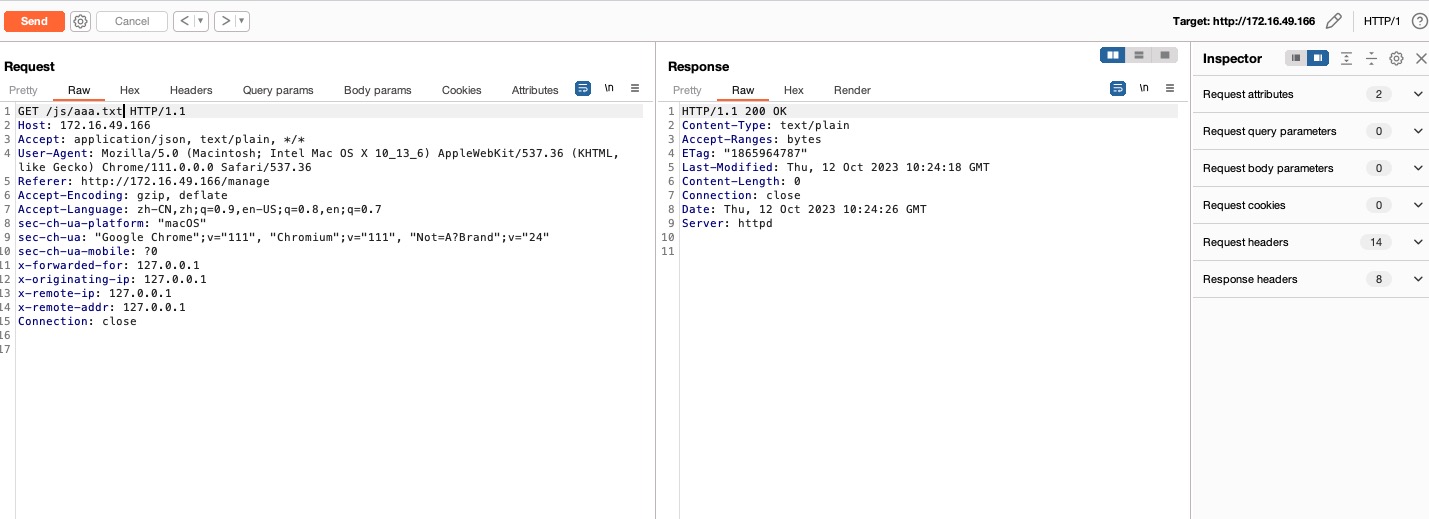 Send
Cancel
< >
Target: http://172.16.49.166
HTTP/1
Request
Pretty Raw Hex Headers Query params Body params Cookies Attributes \n
1 GET /js/aaa.txt HTTP/1.1
2 Host: 172.16.49.166
3 Accept: application/json, text/plain, */*
4 User-Agent: Mozilla/5.0 (Macintosh; Intel Mac OS X 10_13_6) AppleWebKit/537.36 (KHTML,
like Gecko) Chrome/111.0.0.0 Safari/537.36
5 Referer: http://172.16.49.166/manage
6 Accept-Encoding: gzip, deflate
7 Accept-Language: zh-CN,zh;q=0.9,en-US;q=0.8,en;q=0.7
8 sec-ch-ua-platform: "macOS"
9 sec-ch-ua: "Google Chrome";v="111", "Chromium";v="111", "Not=A?Brand";v="24"
10 sec-ch-ua-mobile: ?0
11 x-forwarded-for: 127.0.0.1
12 x-originating-ip: 127.0.0.1
13 x-remote-ip: 127.0.0.1
14 x-remote-addr: 127.0.0.1
15 Connection: close
16
17
Response
Pretty Raw Hex Render \n
1 HTTP/1.1 200 OK
2 Content-Type: text/plain
3 Accept-Ranges: bytes
4 ETag: "1865964787"
5 Last-Modified: Thu, 12 Oct 2023 10:24:18 GMT
6 Content-Length: 0
7 Connection: close
8 Date: Thu, 12 Oct 2023 10:24:26 GMT
9 Server: httpd
10
11
Inspector
Request attributes 2
Request query parameters 0
Request body parameters 0
Request cookies 0
Request headers 14
Response headers 8